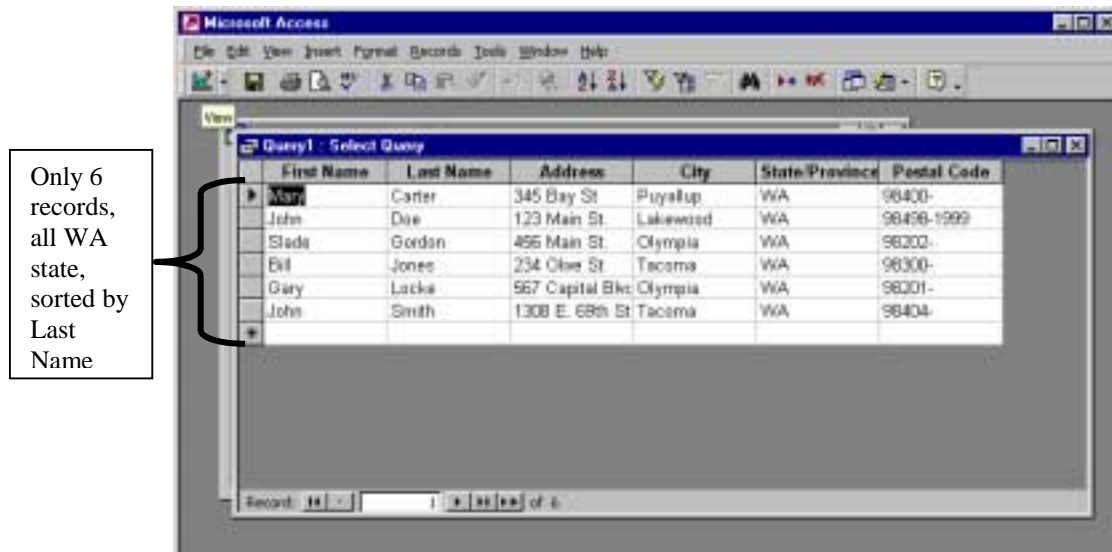 Microsoft Access
File Edit View Insert Format Records Tools Window Help
View
Query1 : Select Query
First Name Last Name Address City State/Province Postal Code
Mary Carter 345 Bay St Puyallup WA 98400-
John Doe 123 Main St. Lakewood WA 98498-1999
Slade Gordon 456 Main St. Olympia WA 98202-
Bill Jones 234 Olive St Tacoma WA 98300-
Gary Locke 567 Capital Blvd Olympia WA 98201-
John Smith 1308 E. 69th St Tacoma WA 98404-
Record: 1 of 6
Only 6
records,
all WA
state,
sorted by
Last
Name